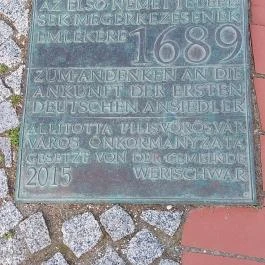 AZ ELSŐ NÉMET TELEPE-
SEK MEGÉRKEZÉSÉNEK
EMLÉKÉRE 1689
ZUM ANDENKEN AN DIE
ANKUNFT DER ERSTEN
DEUTSCHEN ANSIEDLER
ÁLLÍTOTTA PILISVÖRÖSVÁR
VÁROS ÖNKORMÁNYZATA
GESETZT VON DER GEMEINDE
2015 WERISCHWAR